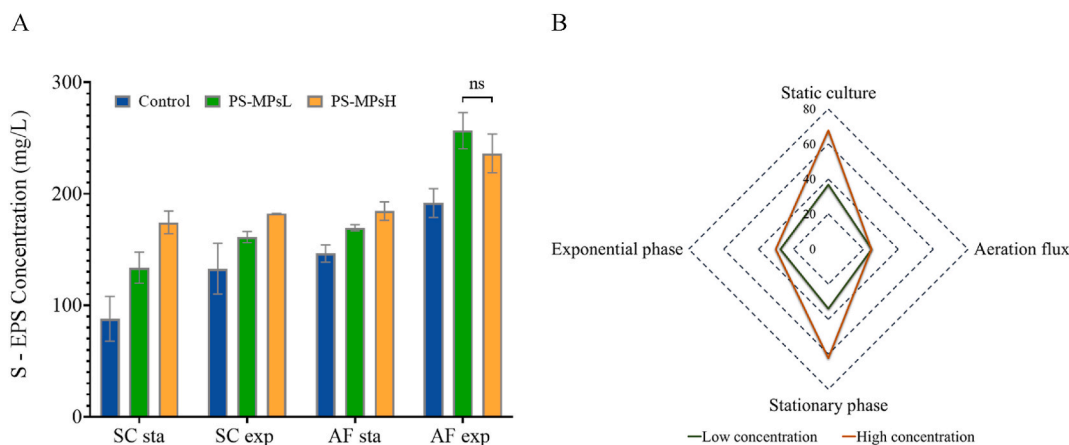 A
B
S - EPS Concentration (mg/L)
300
200
100
0
Control PS-MPsL PS-MPsH
ns
SC sta SC exp AF sta AF exp
Static culture
80
60
40
20
0
Exponential phase
Aeration flux
Stationary phase
Low concentration High concentration